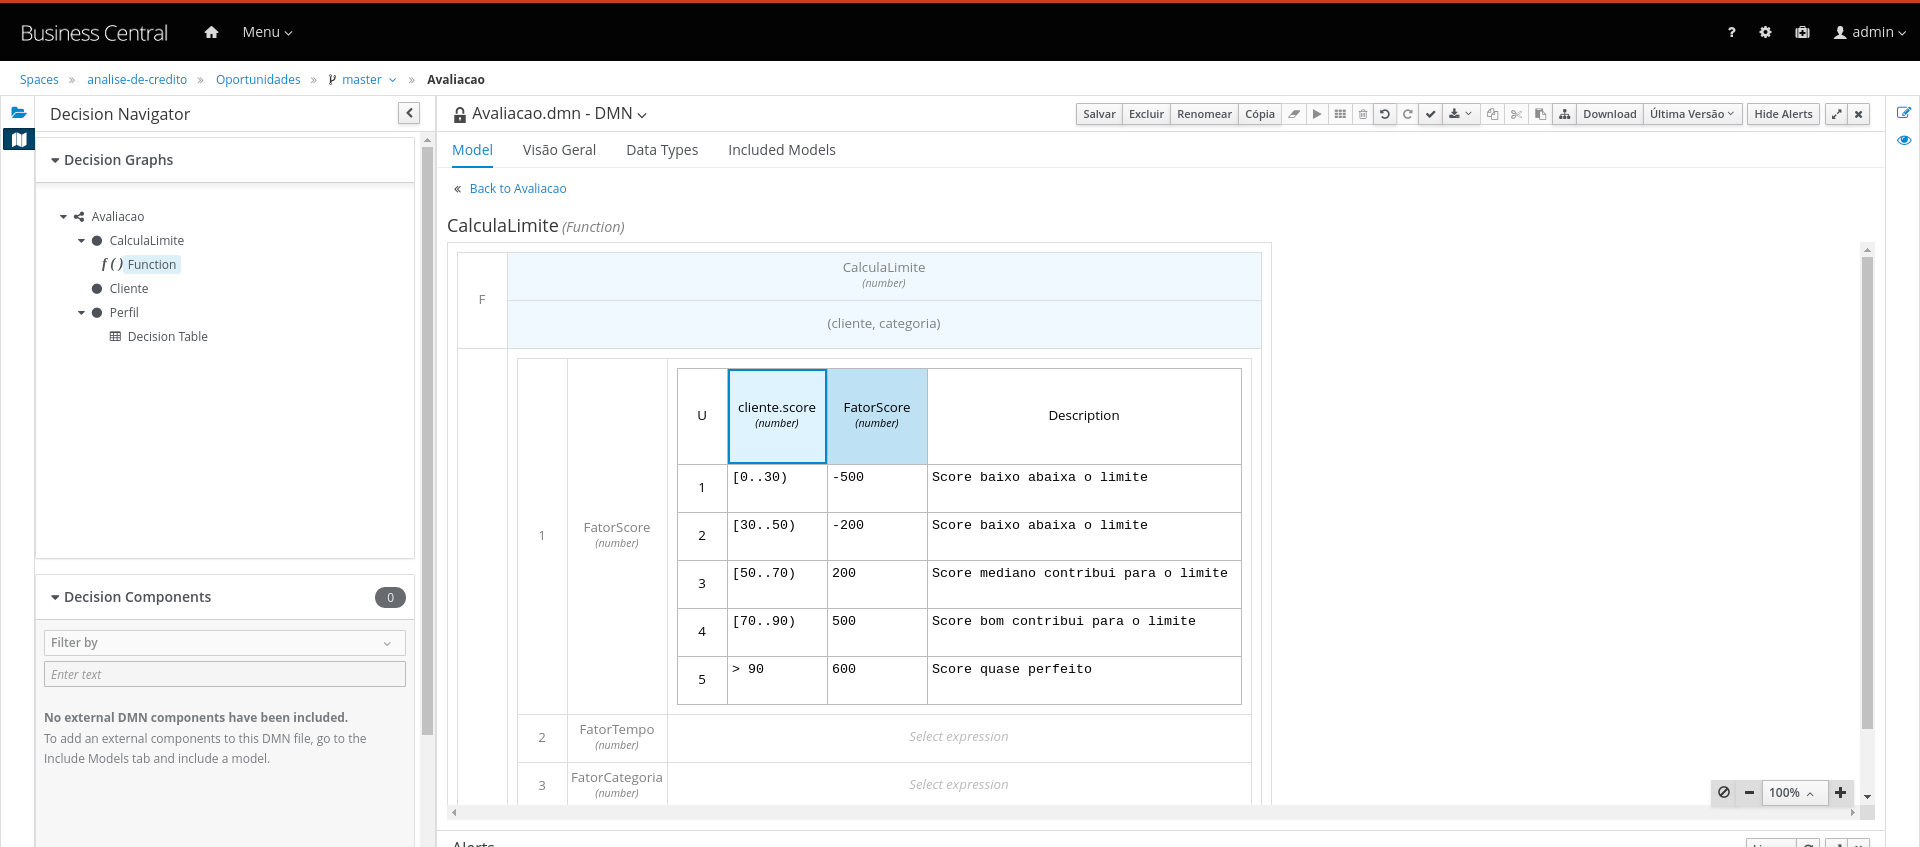 Business Central
Menu
?
admin
Spaces » analise-de-credito » Oportunidades » master » Avaliacao
Decision Navigator
Decision Graphs
Avaliacao
CalculaLimite
f () Function
Cliente
Perfil
Decision Table
Decision Components 0
Filter by
Enter text
No external DMN components have been included.
To add an external components to this DMN file, go to the
Include Models tab and include a model.
Avaliacao.dmn - DMN
Salvar Excluir Renomear Cópia Download Última Versão Hide Alerts
Model Visão Geral Data Types Included Models
« Back to Avaliacao
CalculaLimite (Function)
F
CalculaLimite
(number)
(cliente, categoria)
1
FatorScore
(number)
U
cliente.score
(number)
FatorScore
(number)
Description
1 [0..30) -500 Score baixo abaixa o limite
2 [30..50) -200 Score baixo abaixa o limite
3 [50..70) 200 Score mediano contribui para o limite
4 [70..90) 500 Score bom contribui para o limite
5 > 90 600 Score quase perfeito
2
FatorTempo
(number)
Select expression
3
FatorCategoria
(number)
Select expression
100%
Alerts